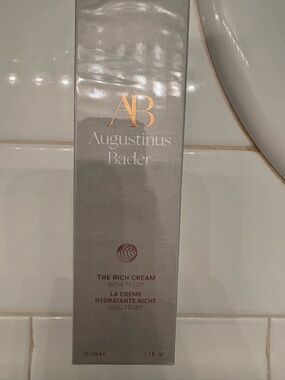 AB
Augustinus
Bader
THE RICH CREAM
WITH TFC8®
LA CRÈME
HYDRATANTE RICHE
AVEC TFC8®
50 ml e 1.7 fl. oz